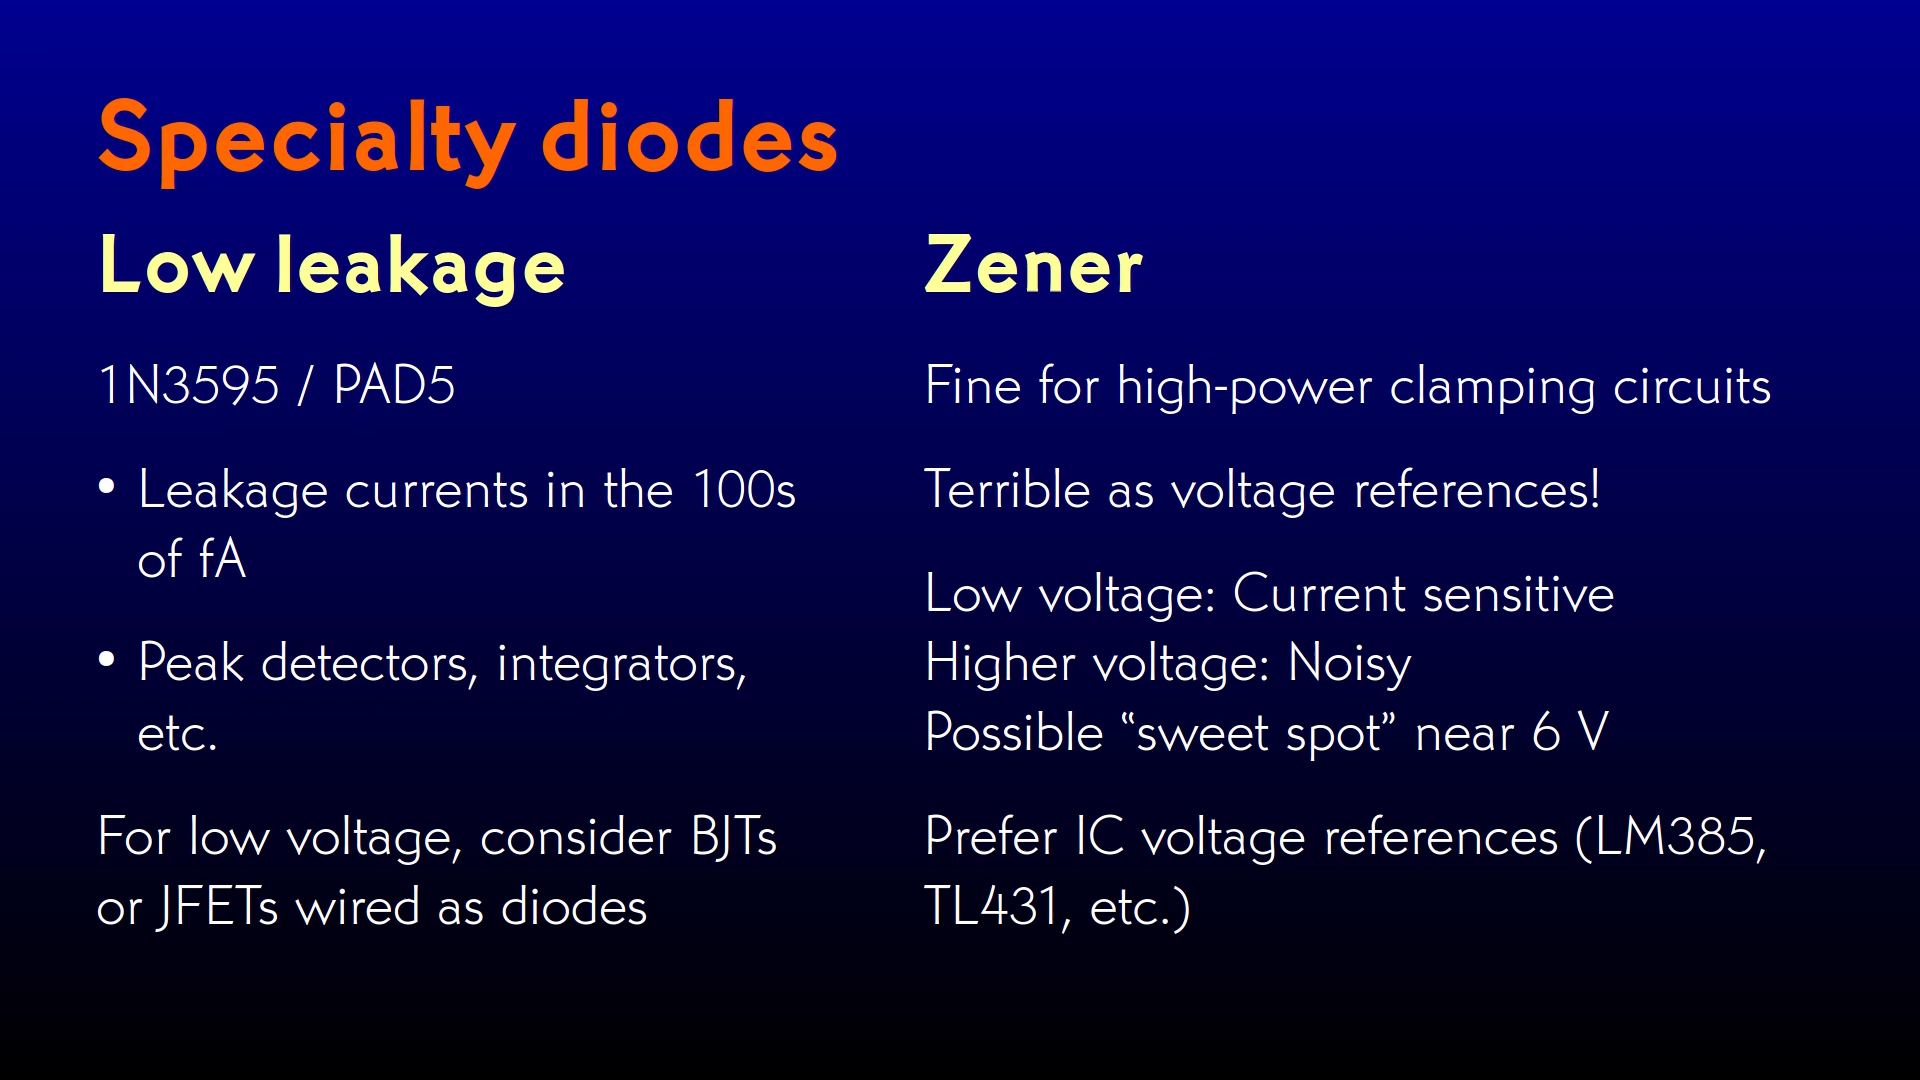 Specialty diodes
Low leakage
1N3595 / PAD5
• Leakage currents in the 100s
of fA
• Peak detectors, integrators,
etc.
For low voltage, consider BJTs
or JFETs wired as diodes
Zener
Fine for high-power clamping circuits
Terrible as voltage references!
Low voltage: Current sensitive
Higher voltage: Noisy
Possible “sweet spot” near 6 V
Prefer IC voltage references (LM385,
TL431, etc.)